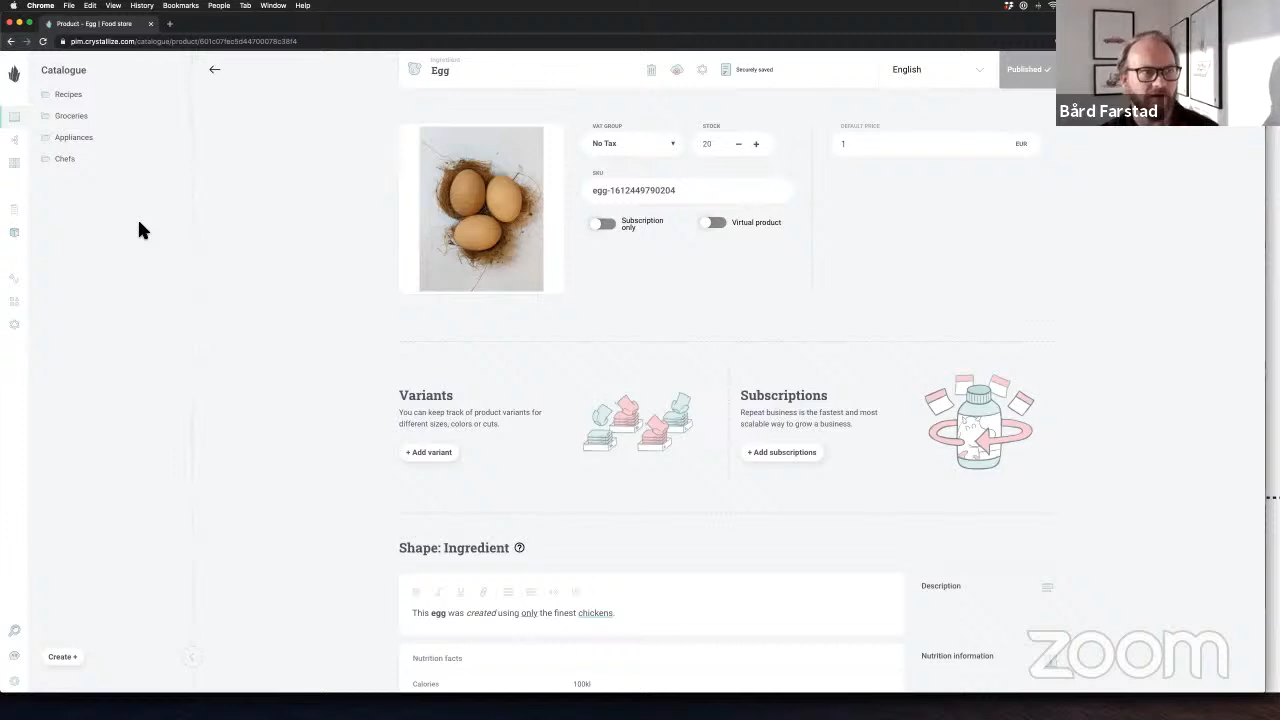 Chrome File Edit View History Bookmarks People Tab Window Help
Product - Egg | Food store
pim.crystallize.com/catalogue/product/601c07fec6d44700078c38f4
Catalogue
Recipes
Groceries
Appliances
Chefs
Create +
Ingredient
Egg
Securely saved
English
Published
Bård Farstad
VAT GROUP
No Tax
STOCK
20
DEFAULT PRICE
1 EUR
SKU
egg-1612449790204
Subscription
only
Virtual product
Variants
You can keep track of product variants for
different sizes, colors or cuts.
+ Add variant
Subscriptions
Repeat business is the fastest and most
scalable way to grow a business.
+ Add subscriptions
Shape: Ingredient
This egg was created using only the finest chickens.
Description
Nutrition facts
Calories 100kl
Nutrition information
zoom